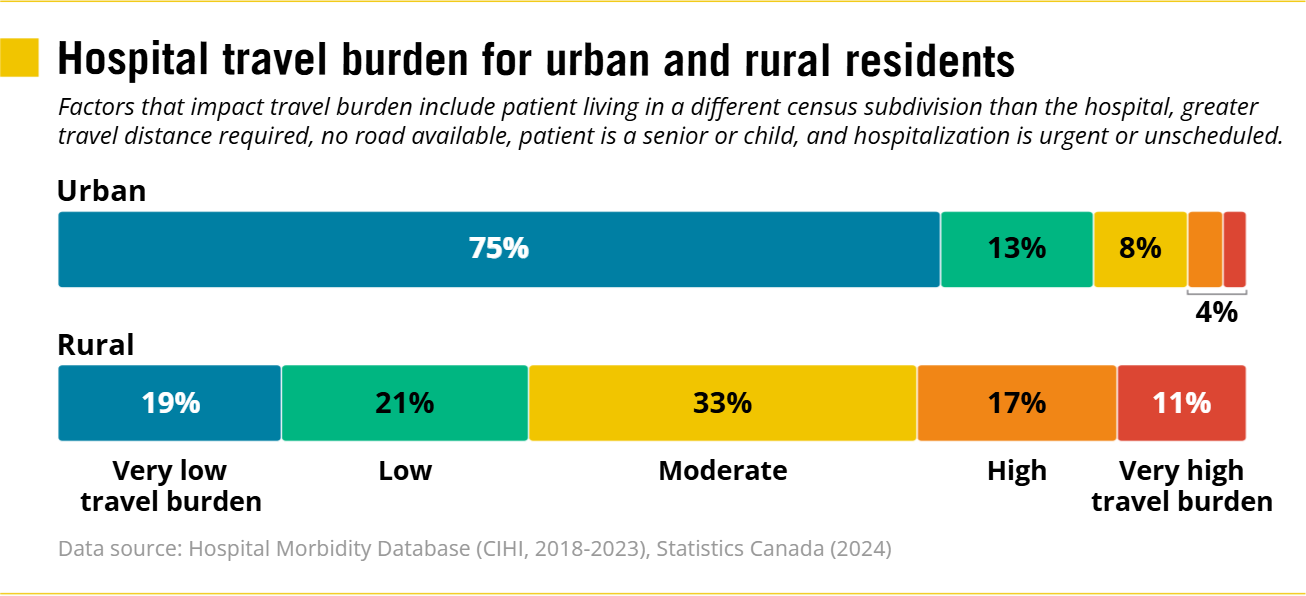 Hospital travel burden for urban and rural residents
Factors that impact travel burden include patient living in a different census subdivision than the hospital, greater
travel distance required, no road available, patient is a senior or child, and hospitalization is urgent or unscheduled.
Urban
75% 13% 8%
4%
Rural
19% 21% 33% 17% 11%
Very low Low Moderate High Very high
travel burden travel burden
Data source: Hospital Morbidity Database (CIHI, 2018-2023), Statistics Canada (2024)